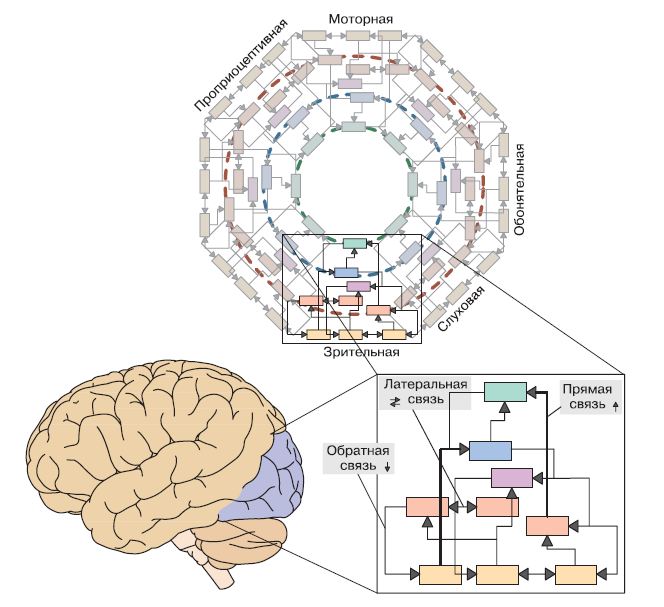 Моторная
Проприоцептивная
Обонятельная
Слуховая
Зрительная
Латеральная
связь
Прямая
связь
Обратная
связь